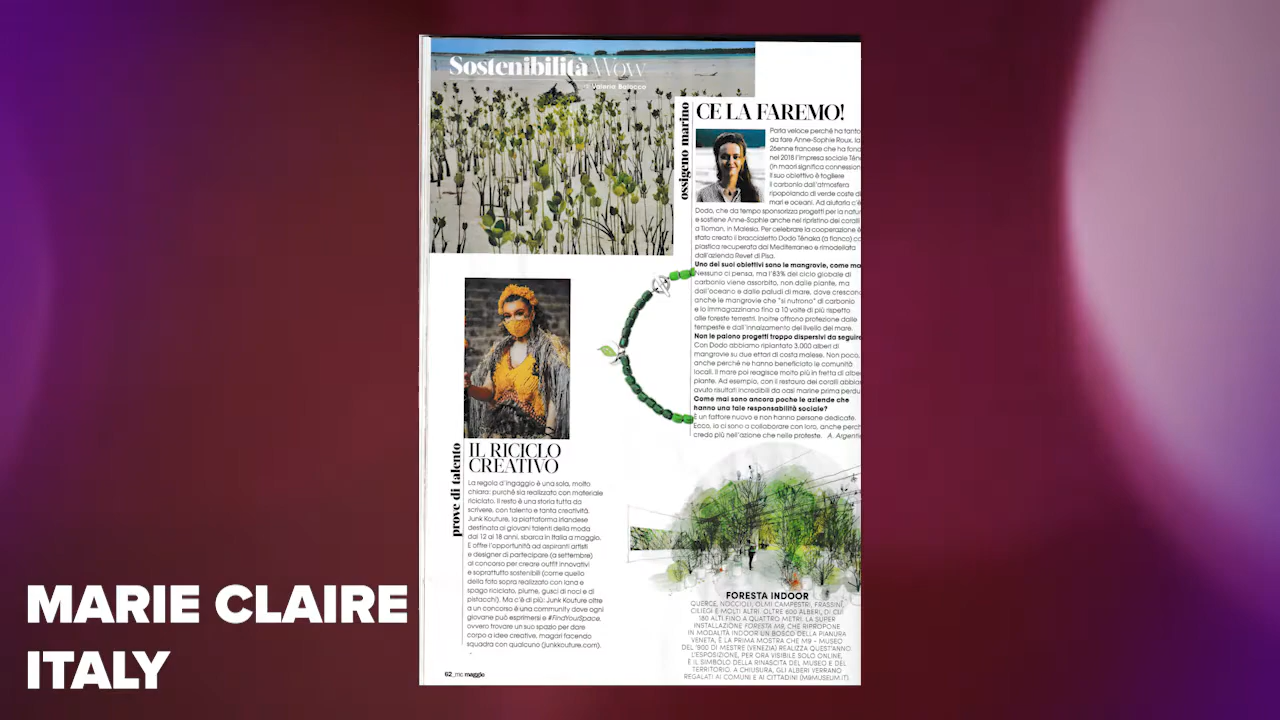 Sostenibilità Wow
di Valeria Balocco
ossigeno marino
CE LA FAREMO!
Parla veloce perché ha tanto
da fare Anne-Sophie Roux, la
26enne francese che ha fond
nel 2018 l'impresa sociale Tēn
(in maori significa connession
Il suo obiettivo è togliere
il carbonio dall'atmosfera
ripopolando di verde coste di
mari e oceani. Ad aiutarla c'è
Dodo, che da tempo sponsorizza progetti per la natur
e sostiene Anne-Sophie anche nel ripristino dei coralli
a Tioman, in Malesia. Per celebrare la cooperazione è
stato creato il braccialetto Dodo Tēnaka (a fianco) co
plastica recuperata dal Mediterraneo e rimodellata
dall'azienda Revet di Pisa.
Uno dei suoi obiettivi sono le mangrovie, come ma
Nessuno ci pensa, ma l'83% del ciclo globale di
carbonio viene assorbito, non dalle piante, ma
dall'oceano e dalle paludi di mare, dove crescono
anche le mangrovie che "si nutrono" di carbonio
e lo immagazzinano fino a 10 volte di più rispetto
alle foreste terrestri. Inoltre offrono protezione dalle
tempeste e dall'innalzamento del livello del mare.
Non le paiono progetti troppo dispersivi da seguire
Con Dodo abbiamo ripiantato 3.000 alberi di
mangrovie su due ettari di costa malese. Non poco,
anche perché ne hanno beneficiato le comunità
locali. Il mare poi reagisce molto più in fretta di albe
piante. Ad esempio, con il restauro dei coralli abbia
avuto risultati incredibili da oasi marine prima perdu
Come mai sono ancora poche le aziende che
hanno una tale responsabilità sociale?
È un fattore nuovo e non hanno persone dedicate.
Ecco, io ci sono a collaborare con loro, anche perch
credo più nell'azione che nelle proteste. A. Argenti
prove di talento
IL RICICLO
CREATIVO
La regola d'ingaggio è una sola, molto
chiara: purché sia realizzato con materiale
riciclato. Il resto è una storia tutta da
scrivere, con talento e tanta creatività.
Junk Kouture, la piattaforma irlandese
destinata ai giovani talenti della moda
dai 12 ai 18 anni, sbarca in Italia a maggio.
E offre l'opportunità ad aspiranti artisti
e designer di partecipare (a settembre)
al concorso per creare outfit innovativi
e soprattutto sostenibili (come quello
della foto sopra realizzato con lana e
spago riciclato, piume, gusci di noci e di
pistacchi). Ma c'è di più: Junk Kouture oltre
a un concorso è una community dove ogni
giovane può esprimersi e #FindYourSpace,
ovvero trovare un suo spazio per dare
corpo a idee creative, magari facendo
squadra con qualcuno (junkkouture.com).
FORESTA INDOOR
QUERCE, NOCCIOLI, OLMI CAMPESTRI, FRASSINI,
CILIEGI E MOLTI ALTRI. OLTRE 600 ALBERI, DI CUI
180 ALTI FINO A QUATTRO METRI. LA SUPER
INSTALLAZIONE FORESTA M9, CHE RIPROPONE
IN MODALITÀ INDOOR UN BOSCO DELLA PIANURA
VENETA, È LA PRIMA MOSTRA CHE M9 - MUSEO
DEL '900 DI MESTRE (VENEZIA) REALIZZA QUEST'ANNO.
L'ESPOSIZIONE, PER ORA VISIBILE SOLO ONLINE,
È IL SIMBOLO DELLA RINASCITA DEL MUSEO E DEL
TERRITORIO. A CHIUSURA, GLI ALBERI VERRANNO
REGALATI AI COMUNI E AI CITTADINI (M9MUSEUM.IT)
62_mc maggio
MARIE CLAIRE
ITALY